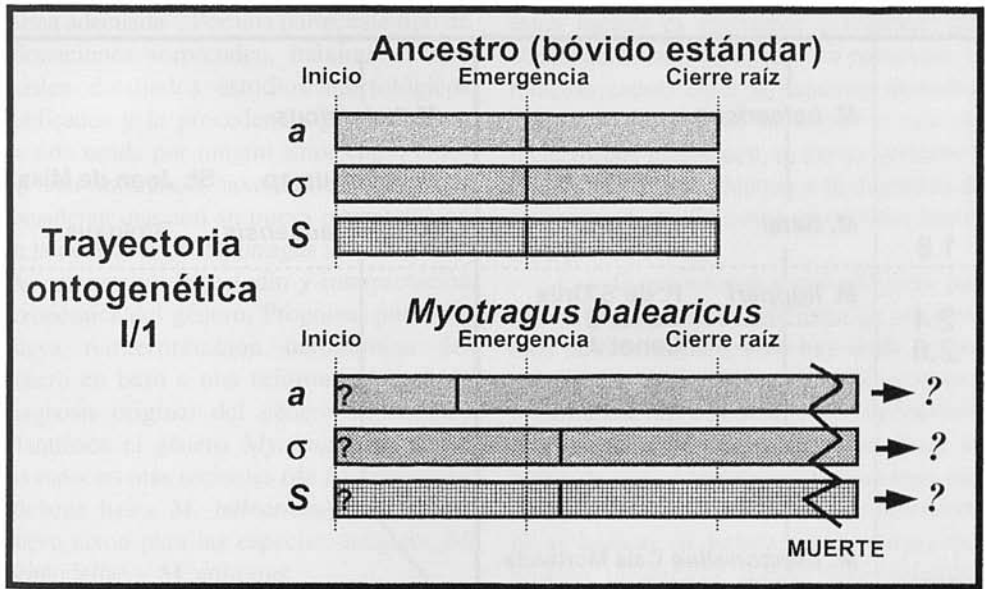 Ancestro (bóvido estándar)
Inicio Emergencia Cierre raíz
a
σ
S
Trayectoria
ontogenética
I/1
Myotragus balearicus
Inicio Emergencia Cierre raíz
a ? ?
σ ? ?
S ? ?
MUERTE